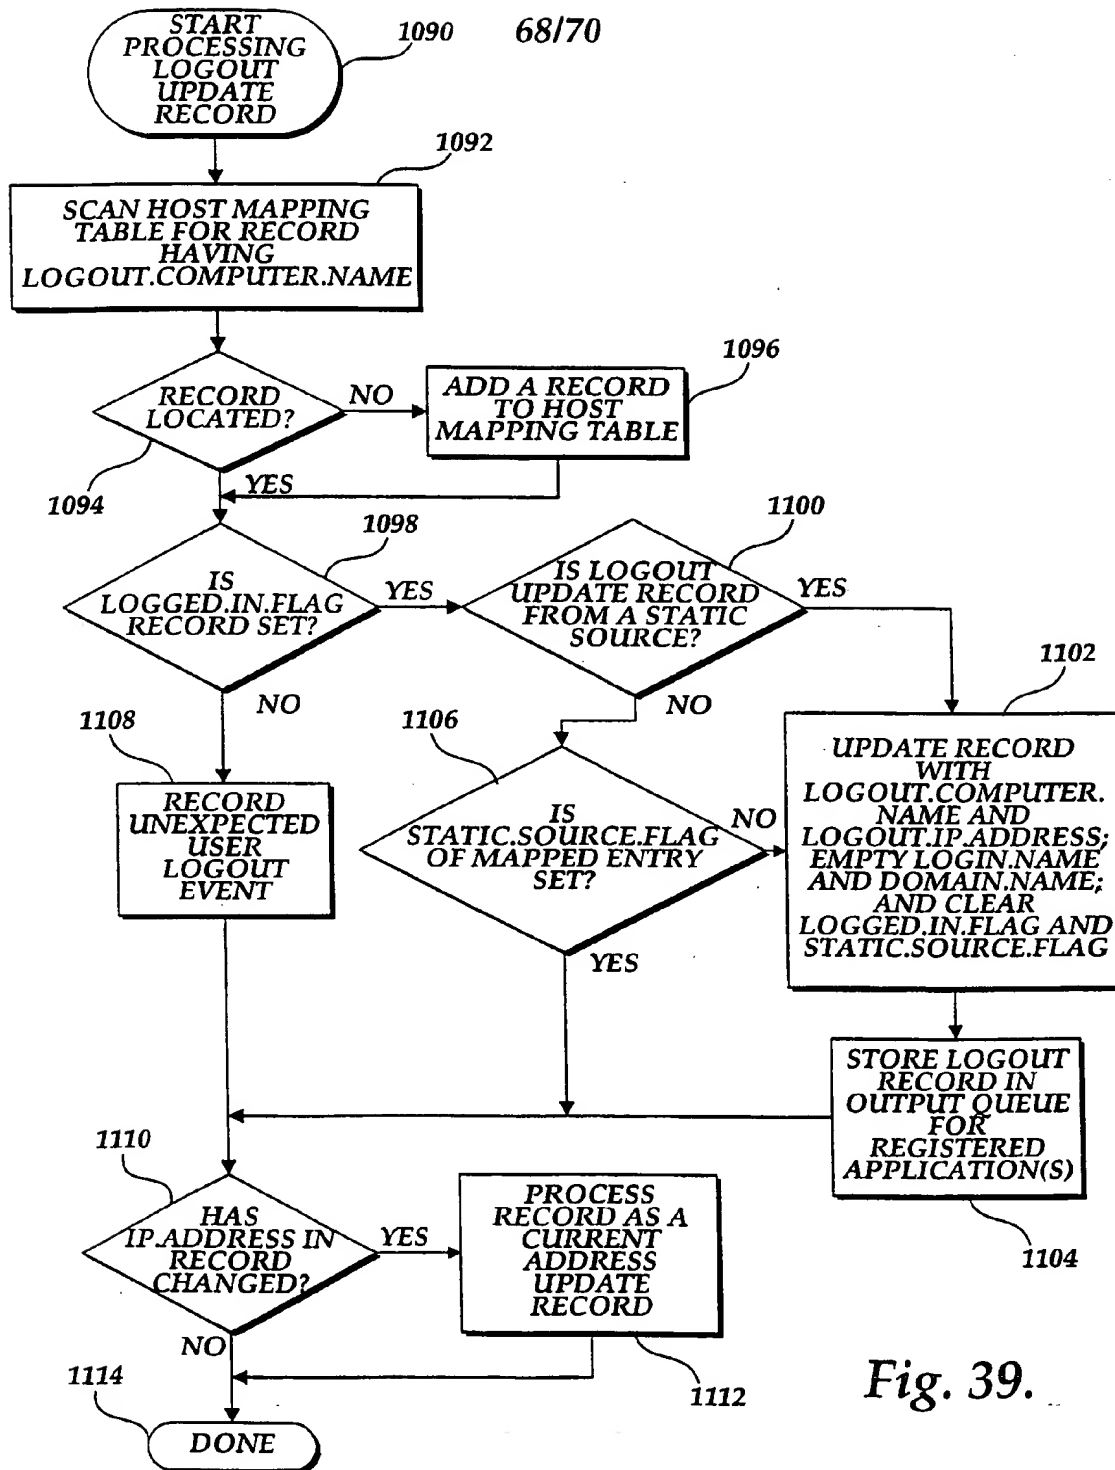 START
PROCESSING
LOGOUT
UPDATE
RECORD
1090
68/70
1092
SCAN HOST MAPPING
TABLE FOR RECORD
HAVING
LOGOUT.COMPUTER.NAME
RECORD
LOCATED?
1094
NO
1096
ADD A RECORD
TO HOST
MAPPING TABLE
YES
1098
IS
LOGGED.IN.FLAG
RECORD SET?
YES
1100
IS LOGOUT
UPDATE RECORD
FROM A STATIC
SOURCE?
YES
NO
NO
1102
UPDATE RECORD
WITH
LOGOUT.COMPUTER.
NAME AND
LOGOUT.IP.ADDRESS;
EMPTY LOGIN.NAME
AND DOMAIN.NAME;
AND CLEAR
LOGGED.IN.FLAG AND
STATIC.SOURCE.FLAG
1106
IS
STATIC.SOURCE.FLAG
OF MAPPED ENTRY
SET?
NO
YES
1108
RECORD
UNEXPECTED
USER
LOGOUT
EVENT
STORE LOGOUT
RECORD IN
OUTPUT QUEUE
FOR
REGISTERED
APPLICATION(S)
1104
1110
HAS
IP.ADDRESS IN
RECORD
CHANGED?
YES
PROCESS
RECORD AS A
CURRENT
ADDRESS
UPDATE
RECORD
1112
NO
1114
DONE
Fig. 39.